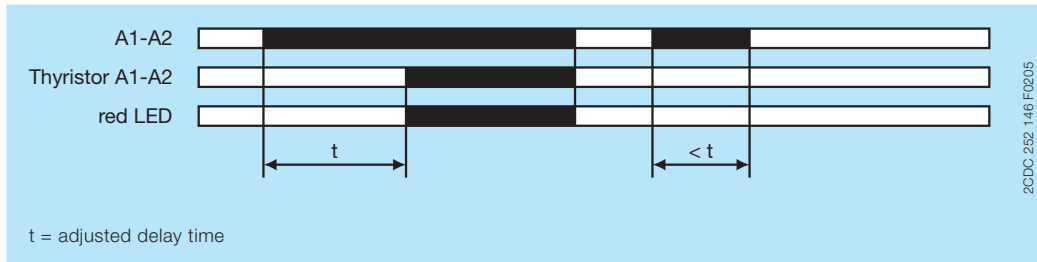 A1-A2
Thyristor A1-A2
red LED
t
< t
t = adjusted delay time
2CDC 252 146 F0205